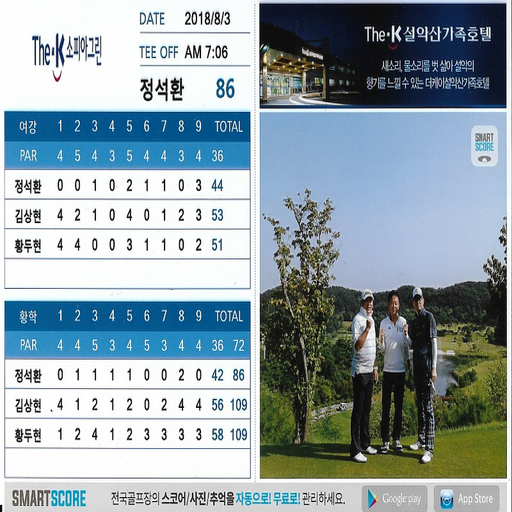 The·K 소피아그린
DATE 2018/8/3
TEE OFF AM 7:06
정석환 86
여강 1 2 3 4 5 6 7 8 9 TOTAL
PAR 4 5 4 3 5 4 4 3 4 36
정석환 0 0 1 0 2 1 1 0 3 44
김상현 4 2 1 0 4 0 1 2 3 53
황두현 4 4 0 0 3 1 1 0 2 51
황학 1 2 3 4 5 6 7 8 9 TOTAL
PAR 4 4 5 3 4 5 3 4 4 36 72
정석환 0 1 1 1 1 0 0 2 0 42 86
김상현 4 1 2 1 2 0 2 4 4 56 109
황두현 1 2 4 1 2 3 3 3 3 58 109
The·K 설악산가족호텔
새소리, 물소리를 벗 삼아 설악의
향기를 느낄 수 있는 더케이설악산가족호텔
SMART
SCORE
SMARTSCORE 전국골프장의 스코어/사진/추억을 자동으로! 무료로! 관리하세요. Google play App Store